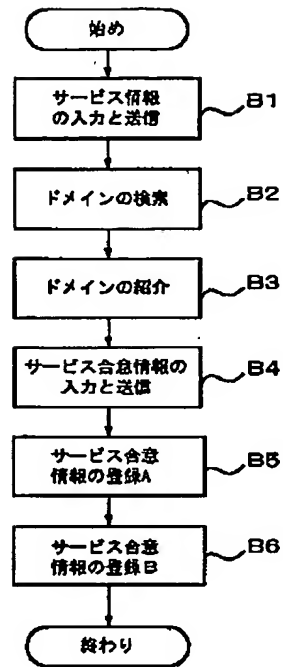 始め
サービス情報
の入力と送信
B1
ドメインの検索
B2
ドメインの紹介
B3
サービス合意情報の
入力と送信
B4
サービス合意
情報の登録A
B5
サービス合意
情報の登録B
B6
終わり